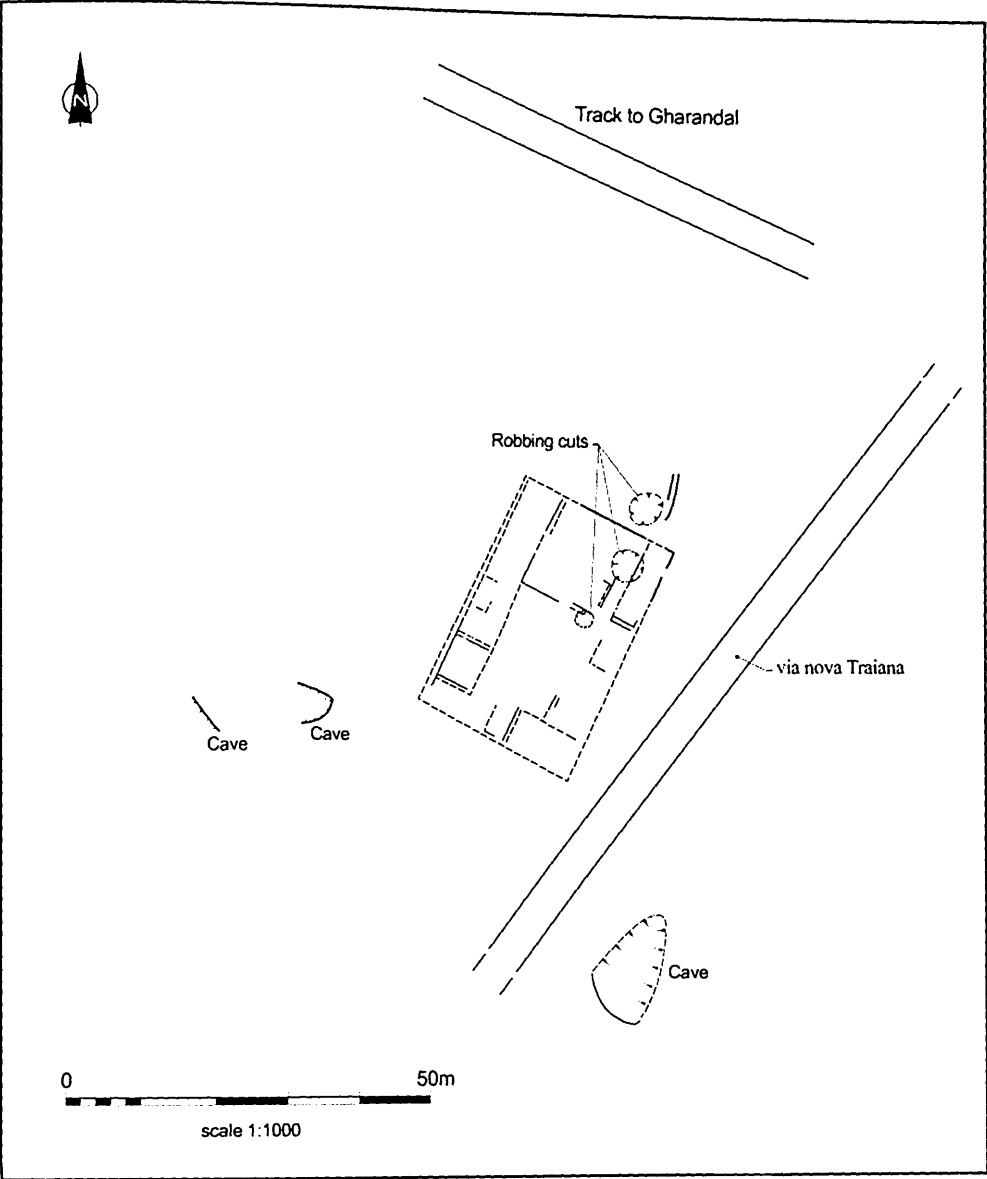 N
Track to Gharandal
Robbing cuts
via nova Traiana
Cave
Cave
Cave
0 50m
scale 1:1000